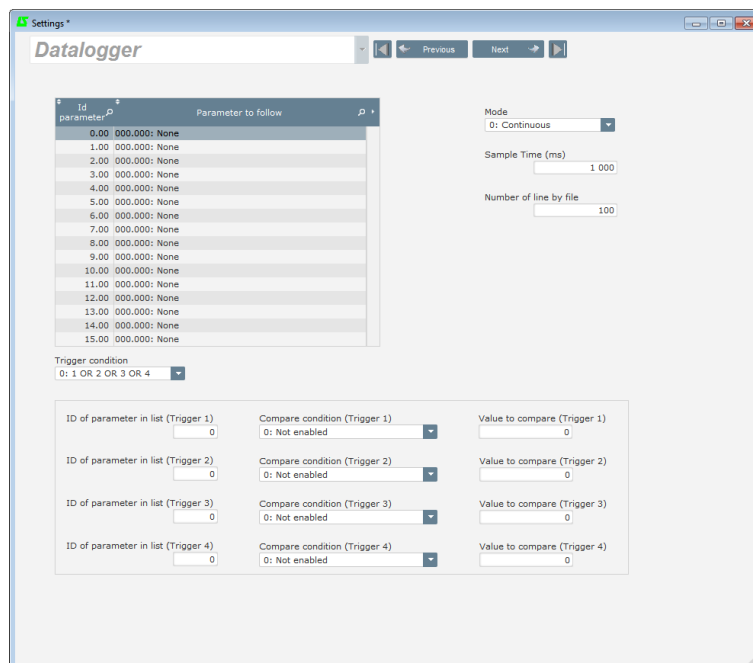 Settings *
Datalogger
Previous
Next
Id parameter
Parameter to follow
0.00 000.000: None
1.00 000.000: None
2.00 000.000: None
3.00 000.000: None
4.00 000.000: None
5.00 000.000: None
6.00 000.000: None
7.00 000.000: None
8.00 000.000: None
9.00 000.000: None
10.00 000.000: None
11.00 000.000: None
12.00 000.000: None
13.00 000.000: None
14.00 000.000: None
15.00 000.000: None
Mode
0: Continuous
Sample Time (ms)
1 000
Number of line by file
100
Trigger condition
0: 1 OR 2 OR 3 OR 4
ID of parameter in list (Trigger 1) Compare condition (Trigger 1) Value to compare (Trigger 1)
0 0: Not enabled 0
ID of parameter in list (Trigger 2) Compare condition (Trigger 2) Value to compare (Trigger 2)
0 0: Not enabled 0
ID of parameter in list (Trigger 3) Compare condition (Trigger 3) Value to compare (Trigger 3)
0 0: Not enabled 0
ID of parameter in list (Trigger 4) Compare condition (Trigger 4) Value to compare (Trigger 4)
0 0: Not enabled 0